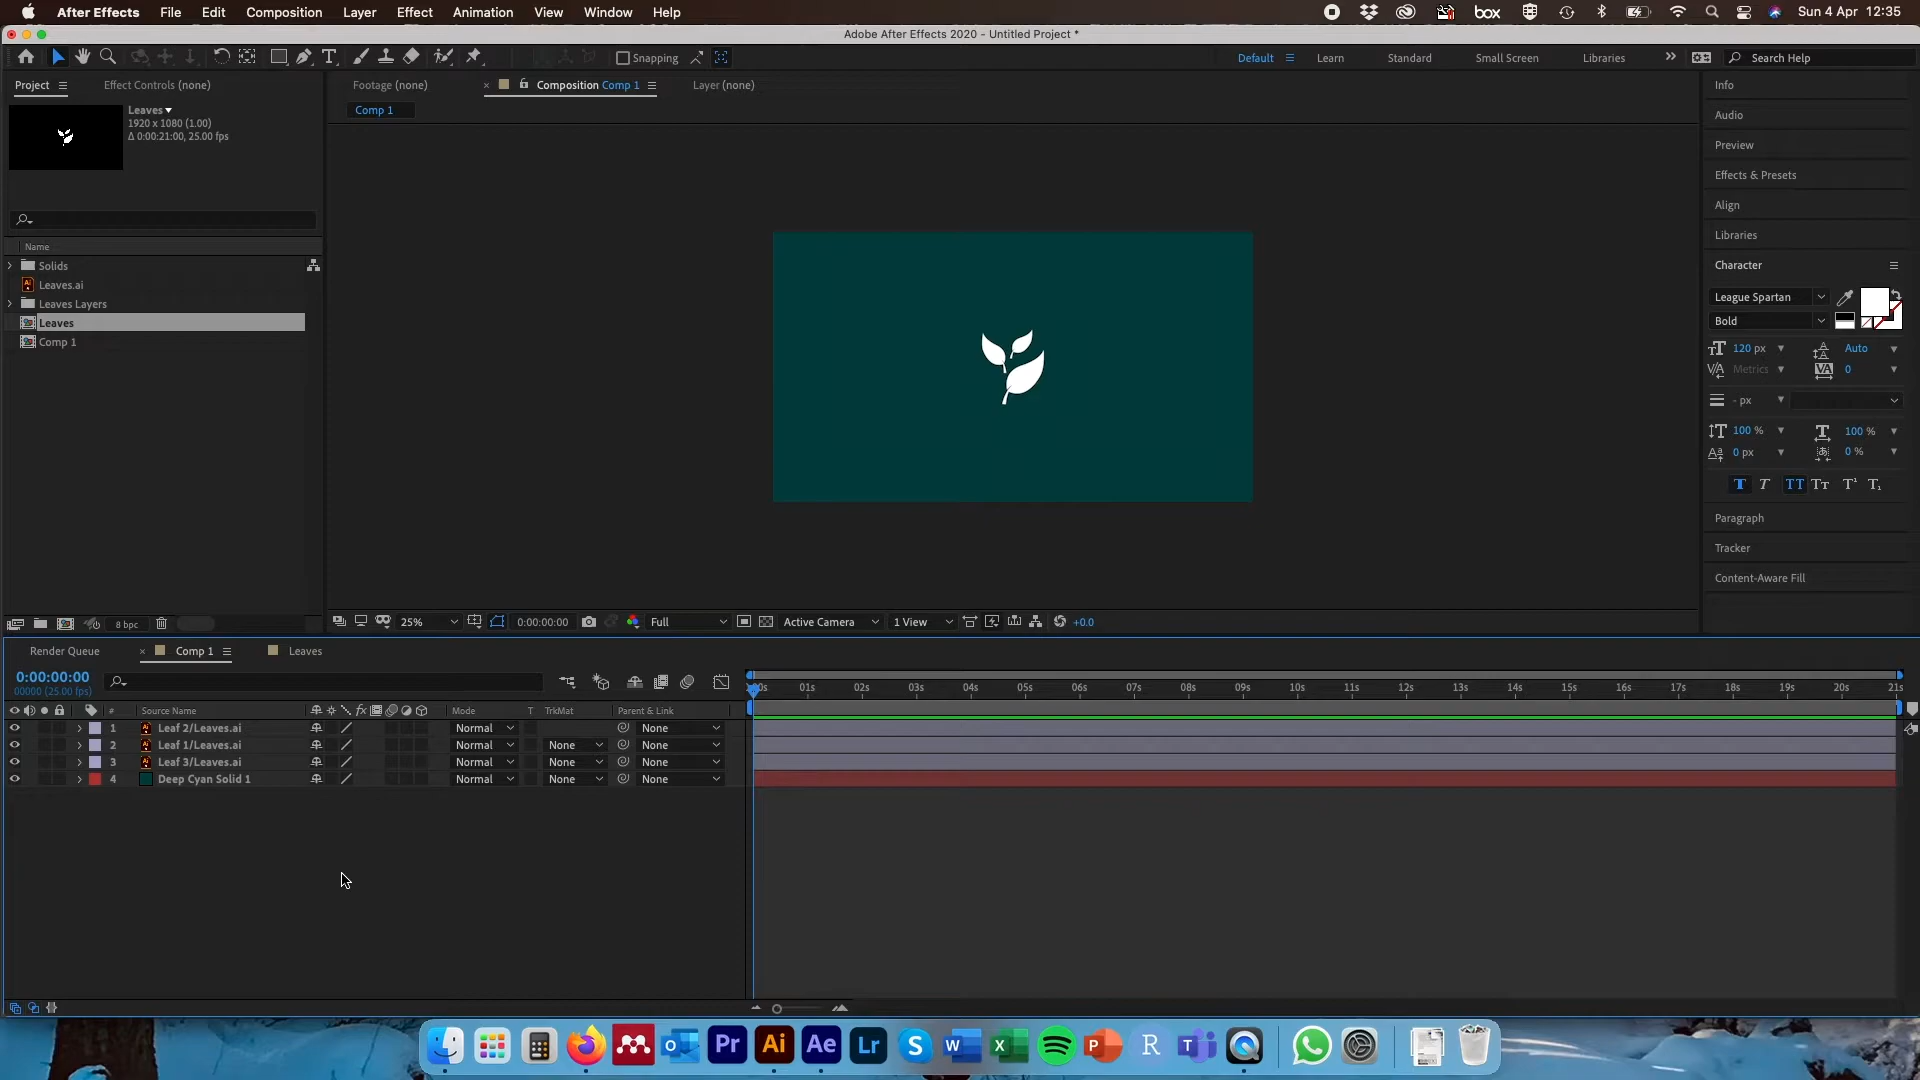 After Effects File Edit Composition Layer Effect Animation View Window Help
box
Sun 4 Apr 12:35
Adobe After Effects 2020 - Untitled Project *
Snapping
Default
Learn
Standard
Small Screen
Libraries
Search Help
Project
Effect Controls (none)
Leaves
1920 x 1080 (1.00)
Δ 0:00:21:00, 25.00 fps
Name
Solids
Leaves.ai
Leaves Layers
Leaves
Comp 1
8 bpc
Footage (none)
Composition Comp 1
Layer (none)
Comp 1
25%
0:00:00:00
Full
Active Camera
1 View
+0.0
Info
Audio
Preview
Effects & Presets
Align
Libraries
Character
League Spartan
Bold
120 px
Auto
Metrics
0
- px
100 %
100 %
0 px
0 %
Paragraph
Tracker
Content-Aware Fill
Render Queue
Comp 1
Leaves
0:00:00:00
00000 (25.00 fps)
# Source Name Mode T TrkMat Parent & Link
1 Leaf 2/Leaves.ai Normal None
2 Leaf 1/Leaves.ai Normal None None
3 Leaf 3/Leaves.ai Normal None None
4 Deep Cyan Solid 1 Normal None None
01s 02s 03s 04s 05s 06s 07s 08s 09s 10s 11s 12s 13s 14s 15s 16s 17s 18s 19s 20s 21s
Pr Ai Ae Lr